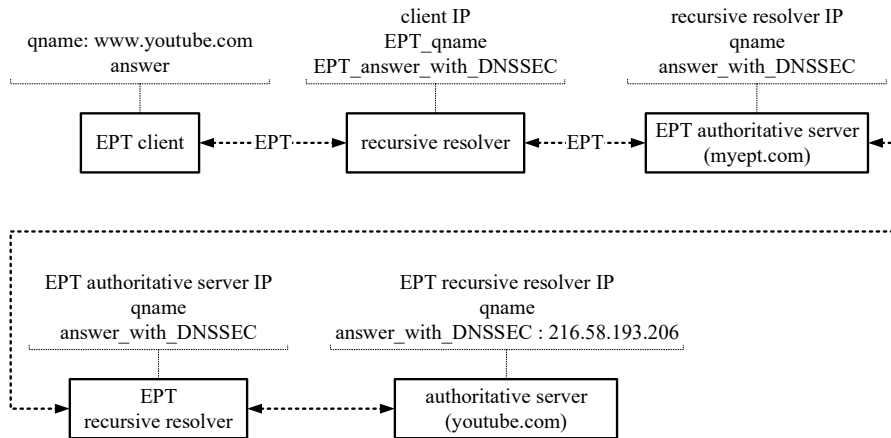 client IP
recursive resolver IP
qname: www.youtube.com
EPT_qname
qname
answer
EPT_answer_with_DNSSEC
answer_with_DNSSEC
EPT client
EPT
recursive resolver
EPT
EPT authoritative server
(myept.com)
EPT authoritative server IP
EPT recursive resolver IP
qname
qname
answer_with_DNSSEC
answer_with_DNSSEC : 216.58.193.206
EPT
recursive resolver
authoritative server
(youtube.com)